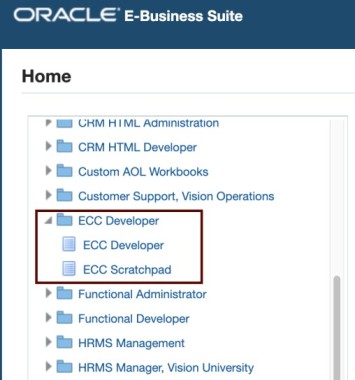 ORACLE E-Business Suite
Home
CRM HTML Administration
CRM HTML Developer
Custom AOL Workbooks
Customer Support, Vision Operations
ECC Developer
ECC Developer
ECC Scratchpad
Functional Administrator
Functional Developer
HRMS Management
HRMS Manager, Vision University